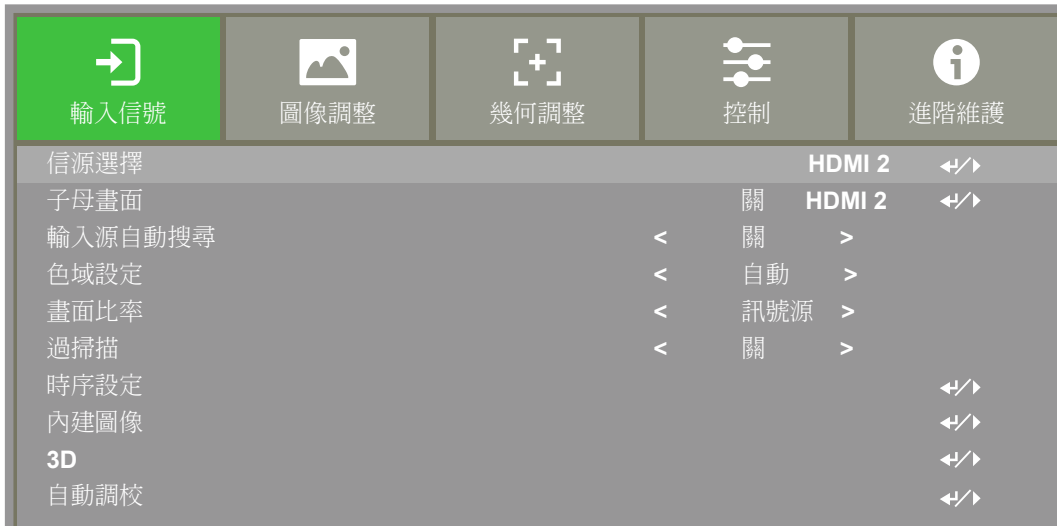 輸入信號 圖像調整 幾何調整 控制 進階維護
信源選擇 HDMI 2
子母畫面 關 HDMI 2
輸入源自動搜尋 < 關 >
色域設定 < 自動 >
畫面比率 < 訊號源 >
過掃描 < 關 >
時序設定
內建圖像
3D
自動調校